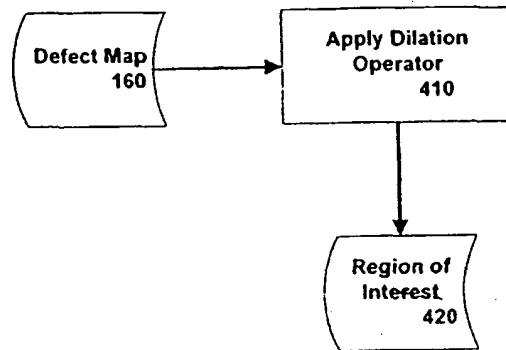 Defect Map
160
Apply Dilation
Operator
410
Region of
Interest
420